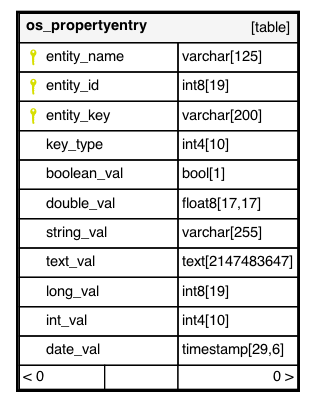 os_propertyentry [table]
entity_name varchar[125]
entity_id int8[19]
entity_key varchar[200]
key_type int4[10]
boolean_val bool[1]
double_val float8[17,17]
string_val varchar[255]
text_val text[2147483647]
long_val int8[19]
int_val int4[10]
date_val timestamp[29,6]
< 0 0 >